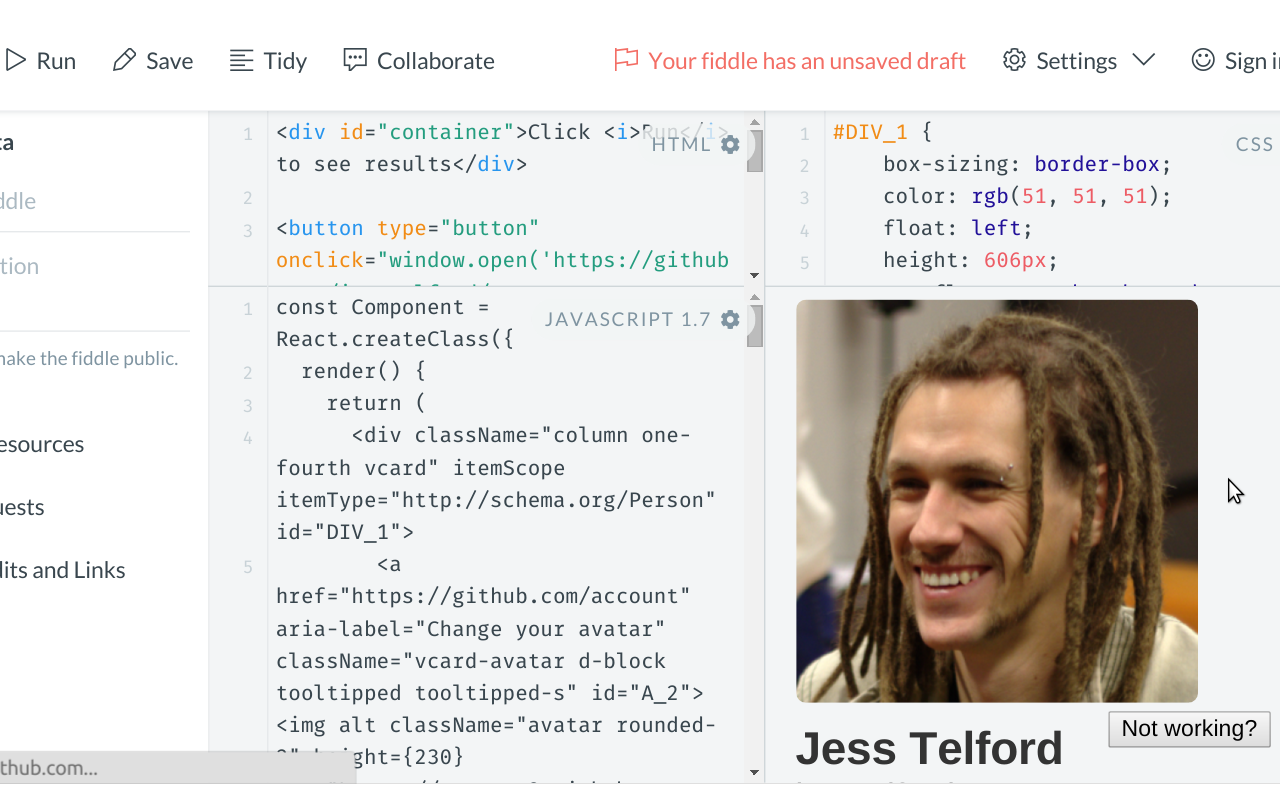 Run Save Tidy Collaborate Your fiddle has an unsaved draft Settings Sign in
ta
ddle
tion
nake the fiddle public.
esources
uests
dits and Links
thub.com...
HTML
1 <div id="container">Click <i>Run</i>
to see results</div>
2
3 <button type="button"
onclick="window.open('https://github
CSS
1 #DIV_1 {
2 box-sizing: border-box;
3 color: rgb(51, 51, 51);
4 float: left;
5 height: 606px;
JAVASCRIPT 1.7
1 const Component =
React.createClass({
2 render() {
3 return (
4 <div className="column one-
fourth vcard" itemScope
itemType="http://schema.org/Person"
id="DIV_1">
5 <a
href="https://github.com/account"
aria-label="Change your avatar"
className="vcard-avatar d-block
tooltipped tooltipped-s" id="A_2">
<img alt className="avatar rounded-
height={230}
Not working?
Jess Telford